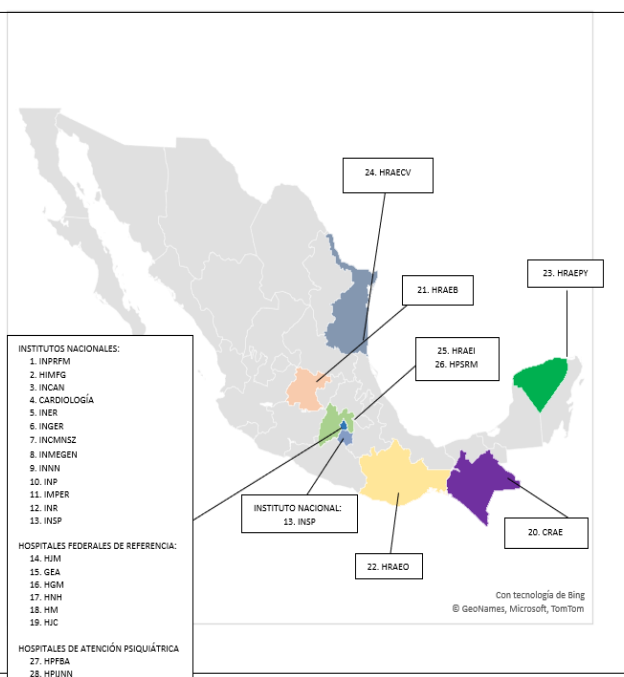 24. HRAECV
23. HRAEPY
21. HRAEB
25. HRAEI
26. HPSRM
INSTITUTOS NACIONALES:
1. INPRFM
2. HIMFG
3. INCAN
4. CARDIOLOGÍA
5. INER
6. INGER
7. INCMNSZ
8. INMEGEN
9. INNN
10. INP
11. IMPER
12. INR
13. INSP
HOSPITALES FEDERALES DE REFERENCIA:
14. HJM
15. GEA
16. HGM
17. HNH
18. HM
19. HJC
HOSPITALES DE ATENCIÓN PSIQUIÁTRICA
27. HPFBA
28. HPIJNN
INSTITUTO NACIONAL:
13. INSP
20. CRAE
22. HRAEO
Con tecnología de Bing
© GeoNames, Microsoft, TomTom